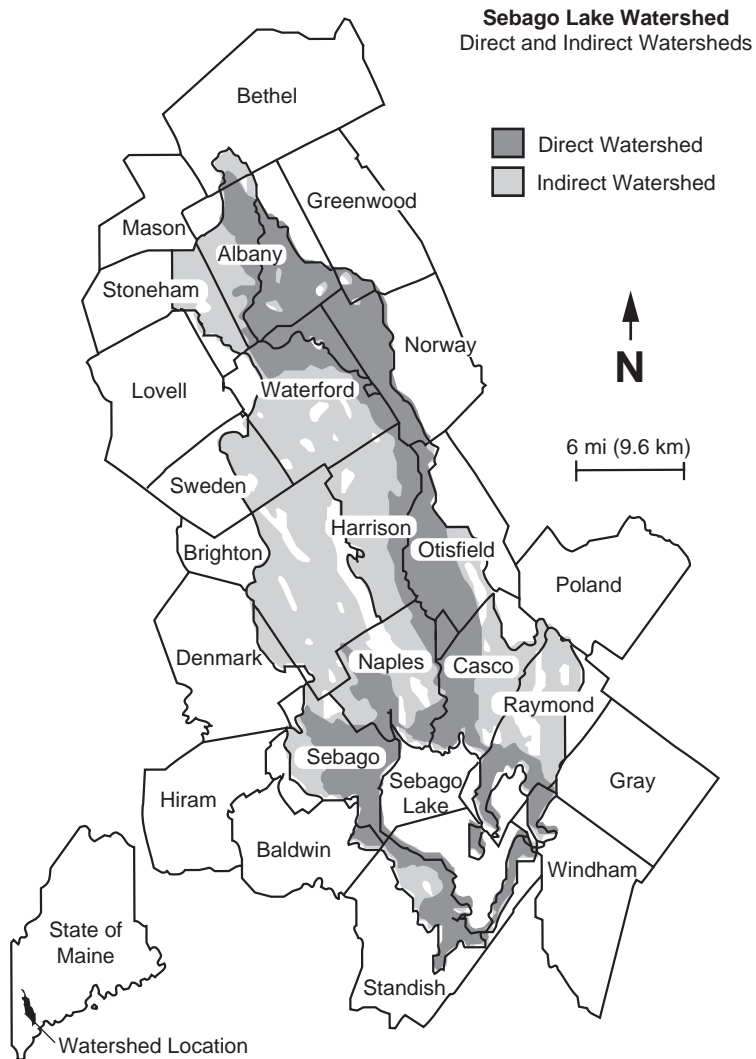 Sebago Lake Watershed
Direct and Indirect Watersheds
Bethel
Direct Watershed
Indirect Watershed
Greenwood
Mason
Albany
Stoneham
Norway
N
Lovell
Waterford
6 mi (9.6 km)
Sweden
Harrison
Otisfield
Brighton
Poland
Denmark
Naples
Casco
Raymond
Sebago
Sebago
Lake
Gray
Hiram
Baldwin
Windham
State of
Maine
Standish
Watershed Location